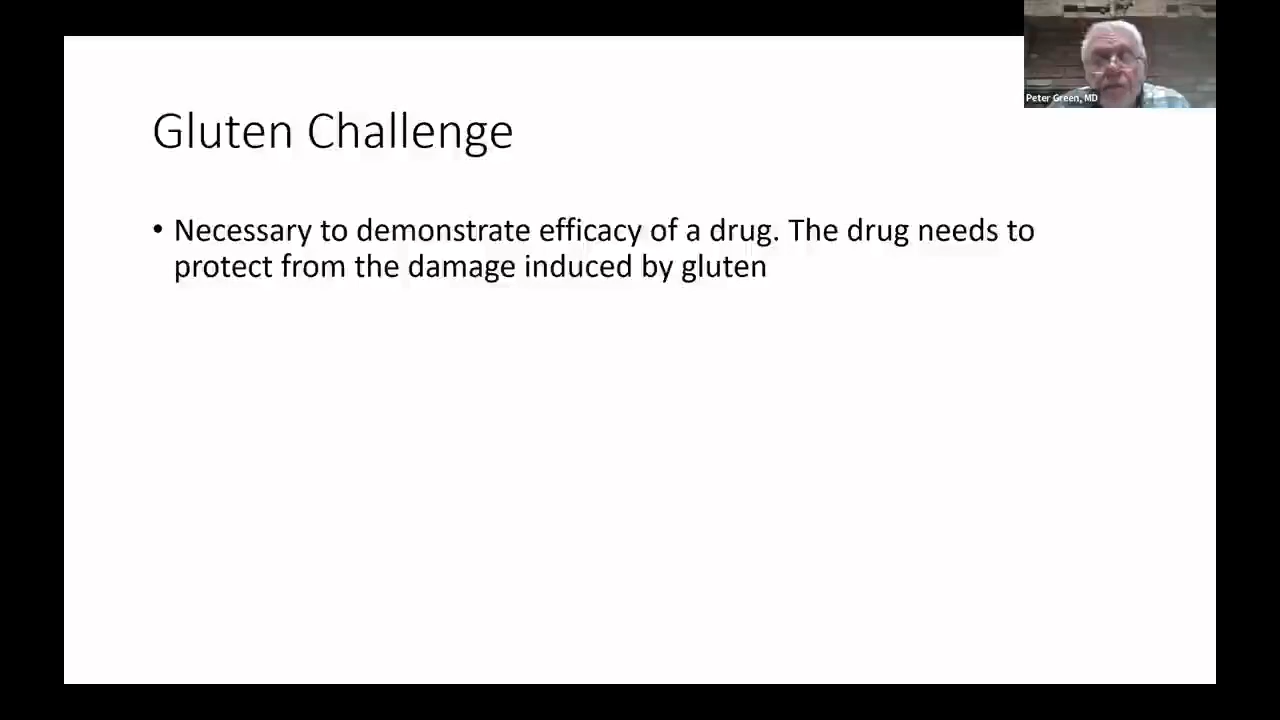 Peter Green, MD
Gluten Challenge
• Necessary to demonstrate efficacy of a drug. The drug needs to
protect from the damage induced by gluten